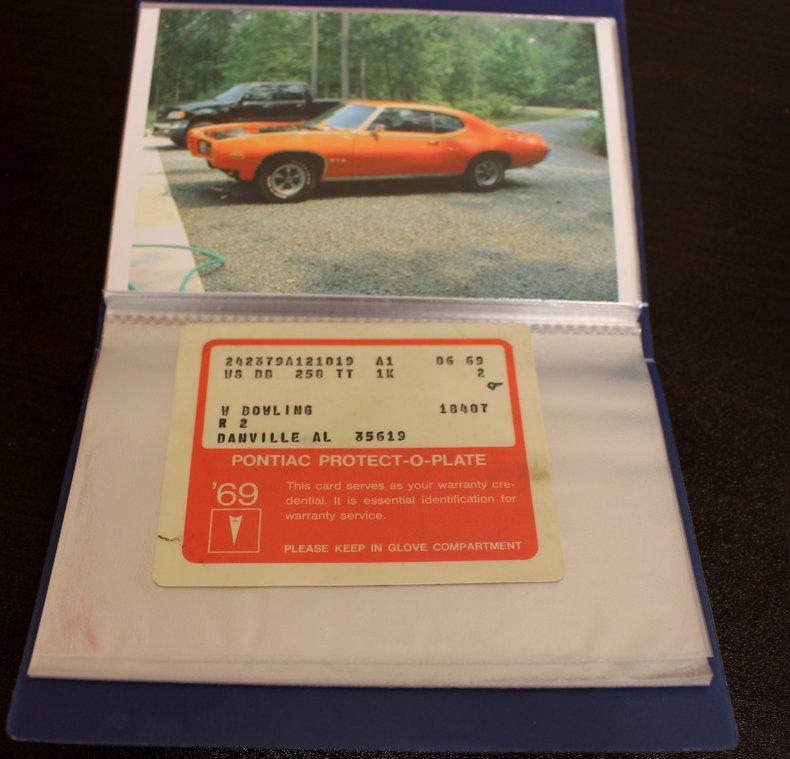 GTO
242379A121019 A1 06 69
US DB 250 TT 1K 2
W BOWLING 18407
R 2
DANVILLE AL 35619
PONTIAC PROTECT-O-PLATE
'69
This card serves as your warranty cre-
dential. It is essential identification for
warranty service.
PLEASE KEEP IN GLOVE COMPARTMENT